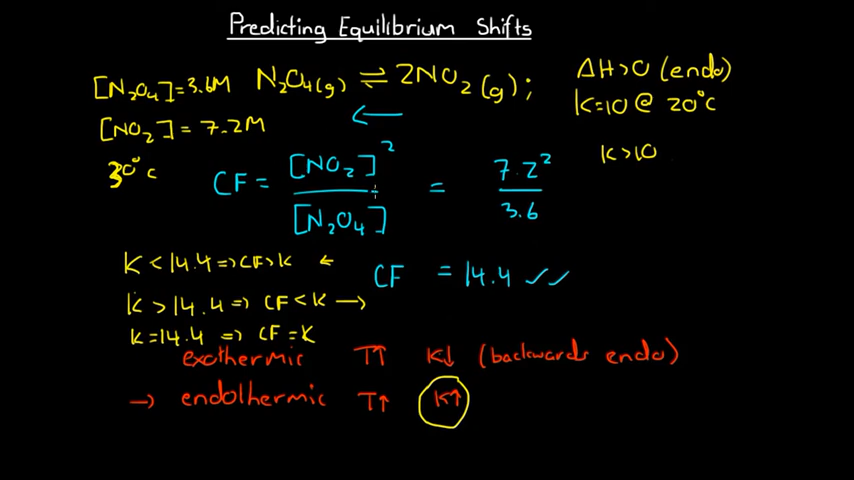 Predicting Equilibrium Shifts
[N₂O₄]=3.6M N₂O₄(g) ⇌ 2NO₂(g); ΔH>0 (endo)
[NO₂] = 7.2M ← K=10 @ 20°C
30°C K>10
CF = [NO₂]² / [N₂O₄] = 7.2² / 3.6
K<14.4 => CF>K ←
CF = 14.4 ✓✓
K>14.4 => CF<K →
K=14.4 => CF=K
exothermic T↑ K↓ (backwards endo)
→ endothermic T↑ K↑